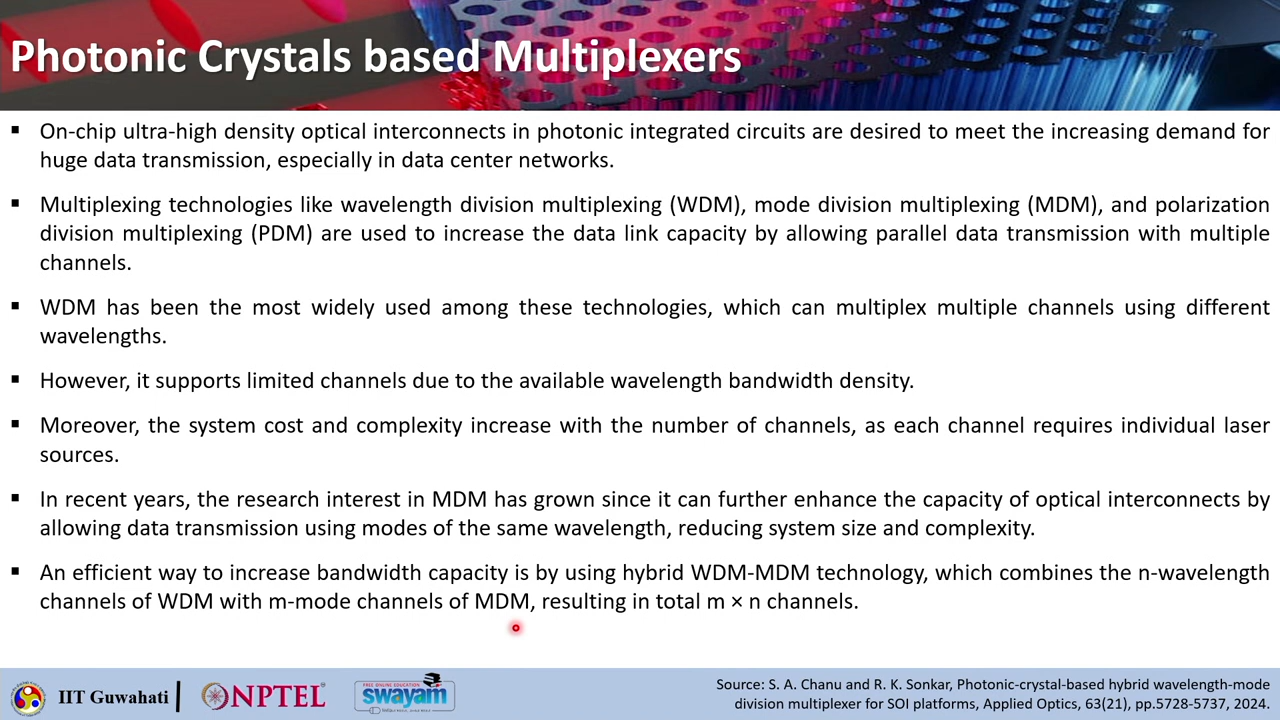 Photonic Crystals based Multiplexers
▪ On-chip ultra-high density optical interconnects in photonic integrated circuits are desired to meet the increasing demand for
huge data transmission, especially in data center networks.
▪ Multiplexing technologies like wavelength division multiplexing (WDM), mode division multiplexing (MDM), and polarization
division multiplexing (PDM) are used to increase the data link capacity by allowing parallel data transmission with multiple
channels.
▪ WDM has been the most widely used among these technologies, which can multiplex multiple channels using different
wavelengths.
▪ However, it supports limited channels due to the available wavelength bandwidth density.
▪ Moreover, the system cost and complexity increase with the number of channels, as each channel requires individual laser
sources.
▪ In recent years, the research interest in MDM has grown since it can further enhance the capacity of optical interconnects by
allowing data transmission using modes of the same wavelength, reducing system size and complexity.
▪ An efficient way to increase bandwidth capacity is by using hybrid WDM-MDM technology, which combines the n-wavelength
channels of WDM with m-mode channels of MDM, resulting in total m × n channels.
IIT Guwahati
NPTEL
FREE ONLINE EDUCATION
swayam
Source: S. A. Chanu and R. K. Sonkar, Photonic-crystal-based hybrid wavelength-mode
division multiplexer for SOI platforms, Applied Optics, 63(21), pp.5728-5737, 2024.